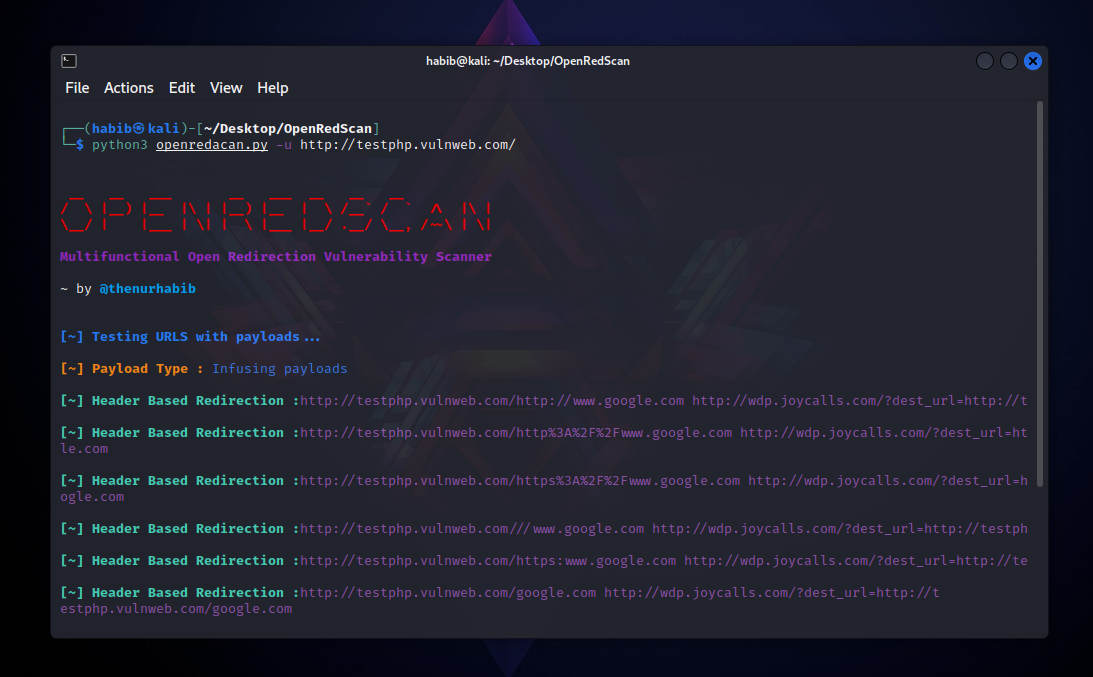 habib@kali: ~/Desktop/OpenRedScan
File Actions Edit View Help
┌──(habib㉿kali)-[~/Desktop/OpenRedScan]
└─$ python3 openredacan.py -u http://testphp.vulnweb.com/
OPENREDSCAN
Multifunctional Open Redirection Vulnerability Scanner
~ by @thenurhabib
[~] Testing URLS with payloads...
[~] Payload Type : Infusing payloads
[~] Header Based Redirection :http://testphp.vulnweb.com/http://www.google.com http://wdp.joycalls.com/?dest_url=http://t
[~] Header Based Redirection :http://testphp.vulnweb.com/http%3A%2F%2Fwww.google.com http://wdp.joycalls.com/?dest_url=ht
le.com
[~] Header Based Redirection :http://testphp.vulnweb.com/https%3A%2F%2Fwww.google.com http://wdp.joycalls.com/?dest_url=h
ogle.com
[~] Header Based Redirection :http://testphp.vulnweb.com///www.google.com http://wdp.joycalls.com/?dest_url=http://testph
[~] Header Based Redirection :http://testphp.vulnweb.com/https:www.google.com http://wdp.joycalls.com/?dest_url=http://te
[~] Header Based Redirection :http://testphp.vulnweb.com/google.com http://wdp.joycalls.com/?dest_url=http://t
estphp.vulnweb.com/google.com